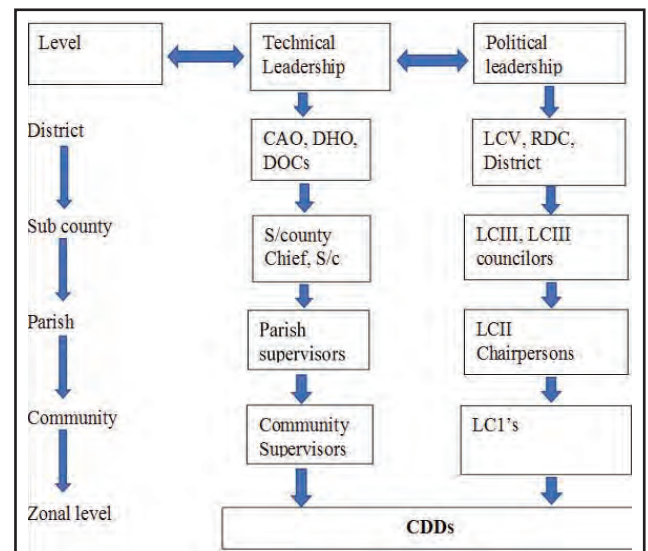 Level
Technical
Leadership
Political
leadership
District
CAO, DHO,
DOCs
LCV, RDC,
District
Sub county
S/county
Chief, S/c
LCIII, LCIII
councilors
Parish
Parish
supervisors
LCII
Chairpersons
Community
Community
Supervisors
LC1's
Zonal level
CDDs